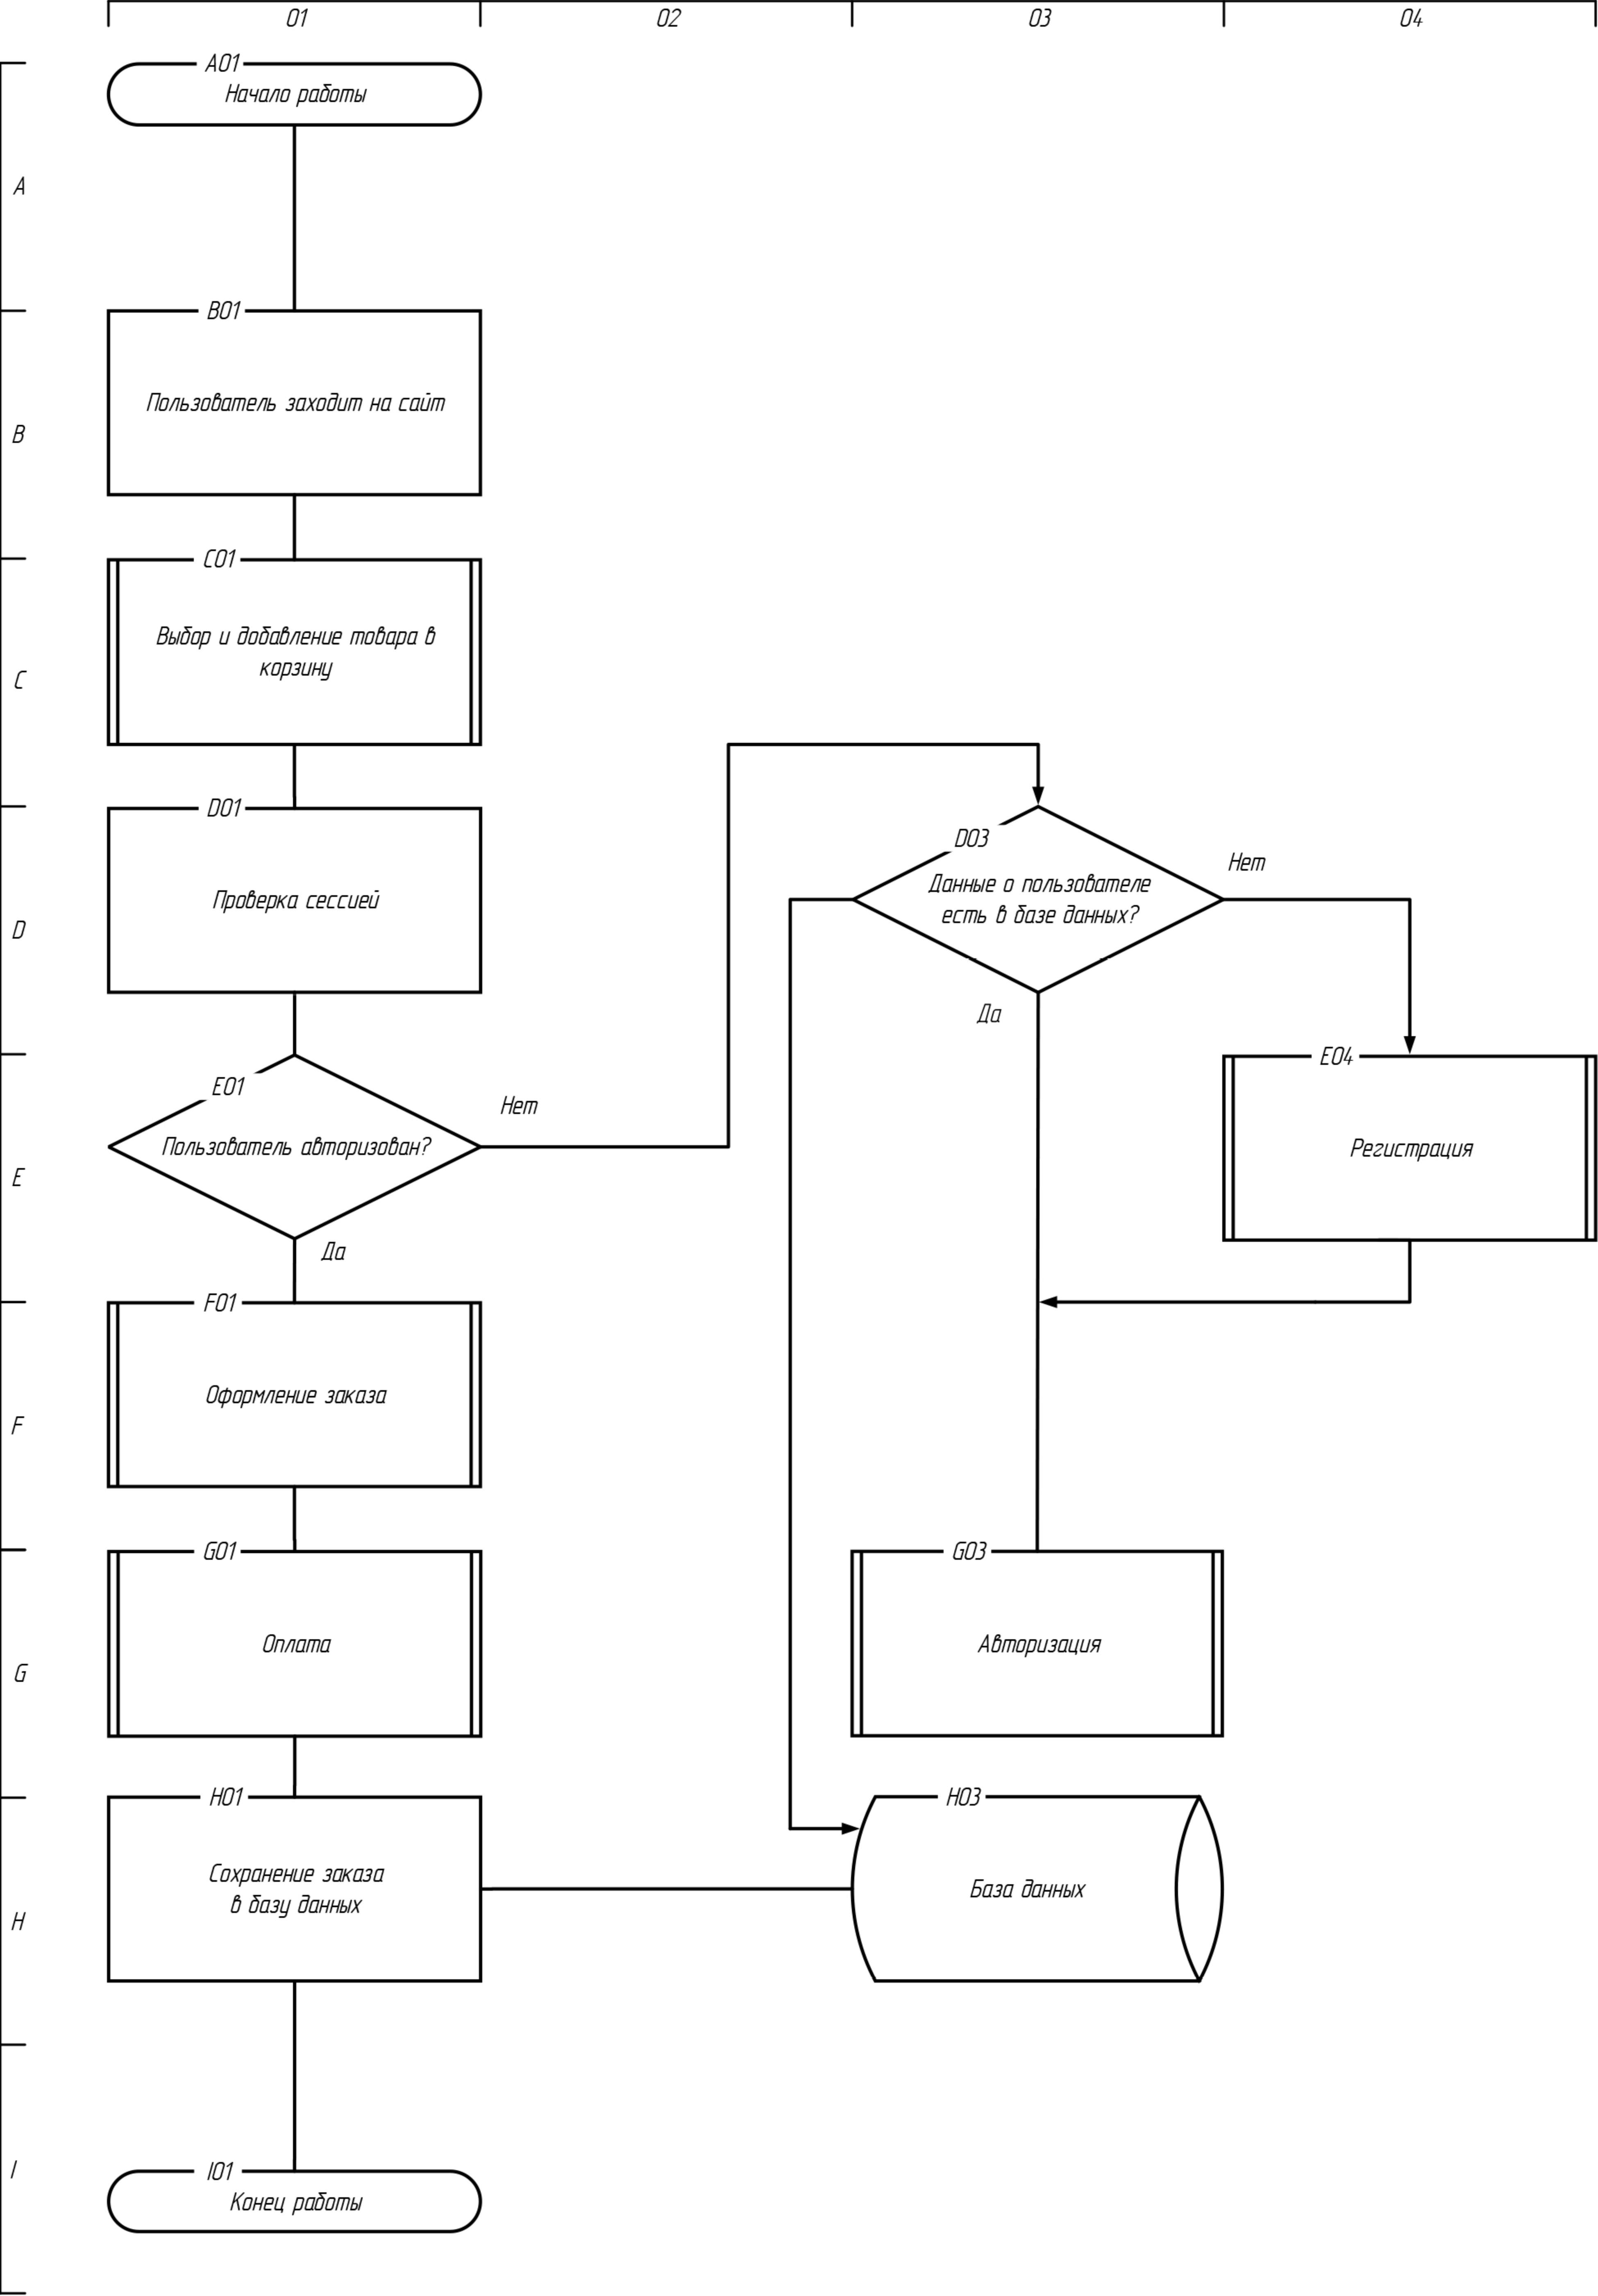 01 02 03 04
A01
Начало работы
A
B01
Пользователь заходит на сайт
B
C01
Выбор и добавление товара в
корзину
C
D01
Проверка сессией
D
D03
Данные о пользователе
есть в базе данных?
Нет
Да
E01
Пользователь авторизован?
Нет
Да
E
E04
Регистрация
F01
Оформление заказа
F
G01
Оплата
G
G03
Авторизация
H01
Сохранение заказа
в базу данных
H
H03
База данных
I
I01
Конец работы